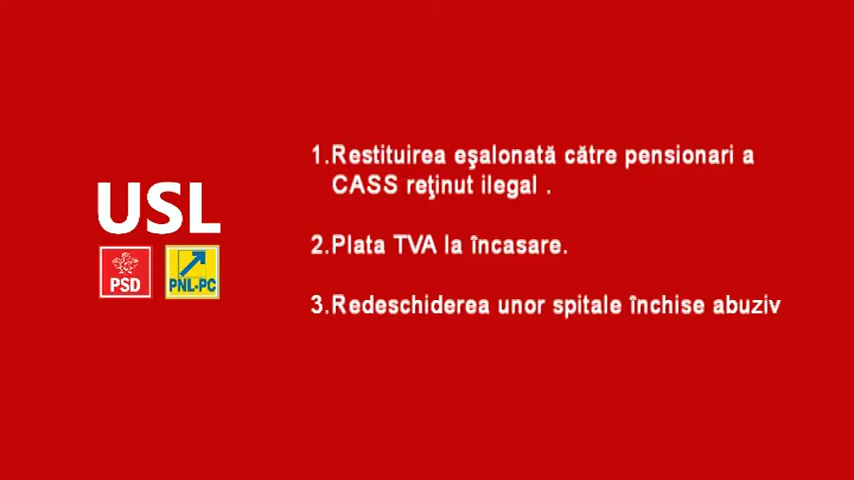 USL
PSD
PNL-PC
1.Restituirea eşalonată către pensionari a
CASS reţinut ilegal .
2.Plata TVA la încasare.
3.Redeschiderea unor spitale închise abuziv